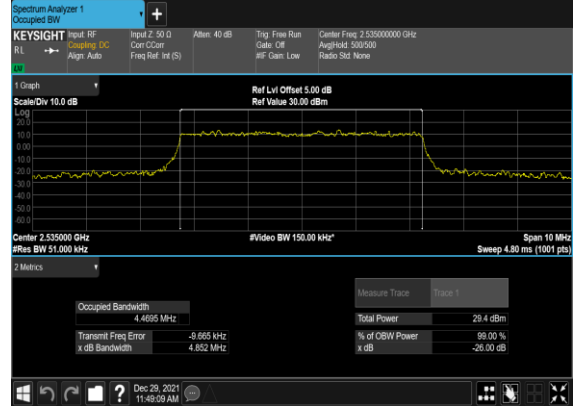 Spectrum Analyzer 1
Occupied BW
KEYSIGHT
RL
Input: RF
Coupling: DC
Align: Auto
Input Z: 50 Ω
Corr CCorr
Freq Ref: Int (S)
Atten: 40 dB
Trig: Free Run
Gate: Off
#IF Gain: Low
Center Freq: 2.535000000 GHz
Avg|Hold: 500/500
Radio Std: None
1 Graph
Scale/Div 10.0 dB
Ref Lvl Offset 5.00 dB
Ref Value 30.00 dBm
Log
20.0
10.0
0.00
-10.0
-20.0
-30.0
-40.0
-50.0
-60.0
Center 2.535000 GHz
#Res BW 51.000 kHz
#Video BW 150.00 kHz*
Span 10 MHz
Sweep 4.80 ms (1001 pts)
2 Metrics
Measure Trace
Trace 1
Occupied Bandwidth
4.4695 MHz
Total Power
29.4 dBm
Transmit Freq Error
-9.665 kHz
% of OBW Power
99.00 %
x dB Bandwidth
4.852 MHz
x dB
-26.00 dB
?
Dec 29, 2021
11:49:09 AM